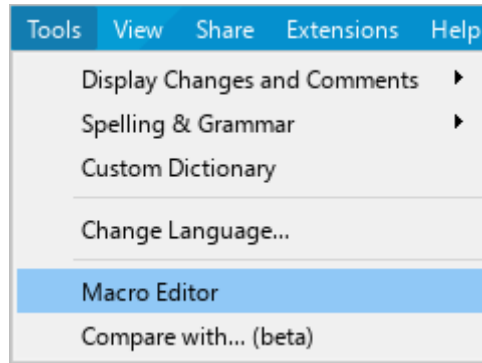 Tools View Share Extensions Help
Display Changes and Comments
Spelling & Grammar
Custom Dictionary
Change Language...
Macro Editor
Compare with... (beta)